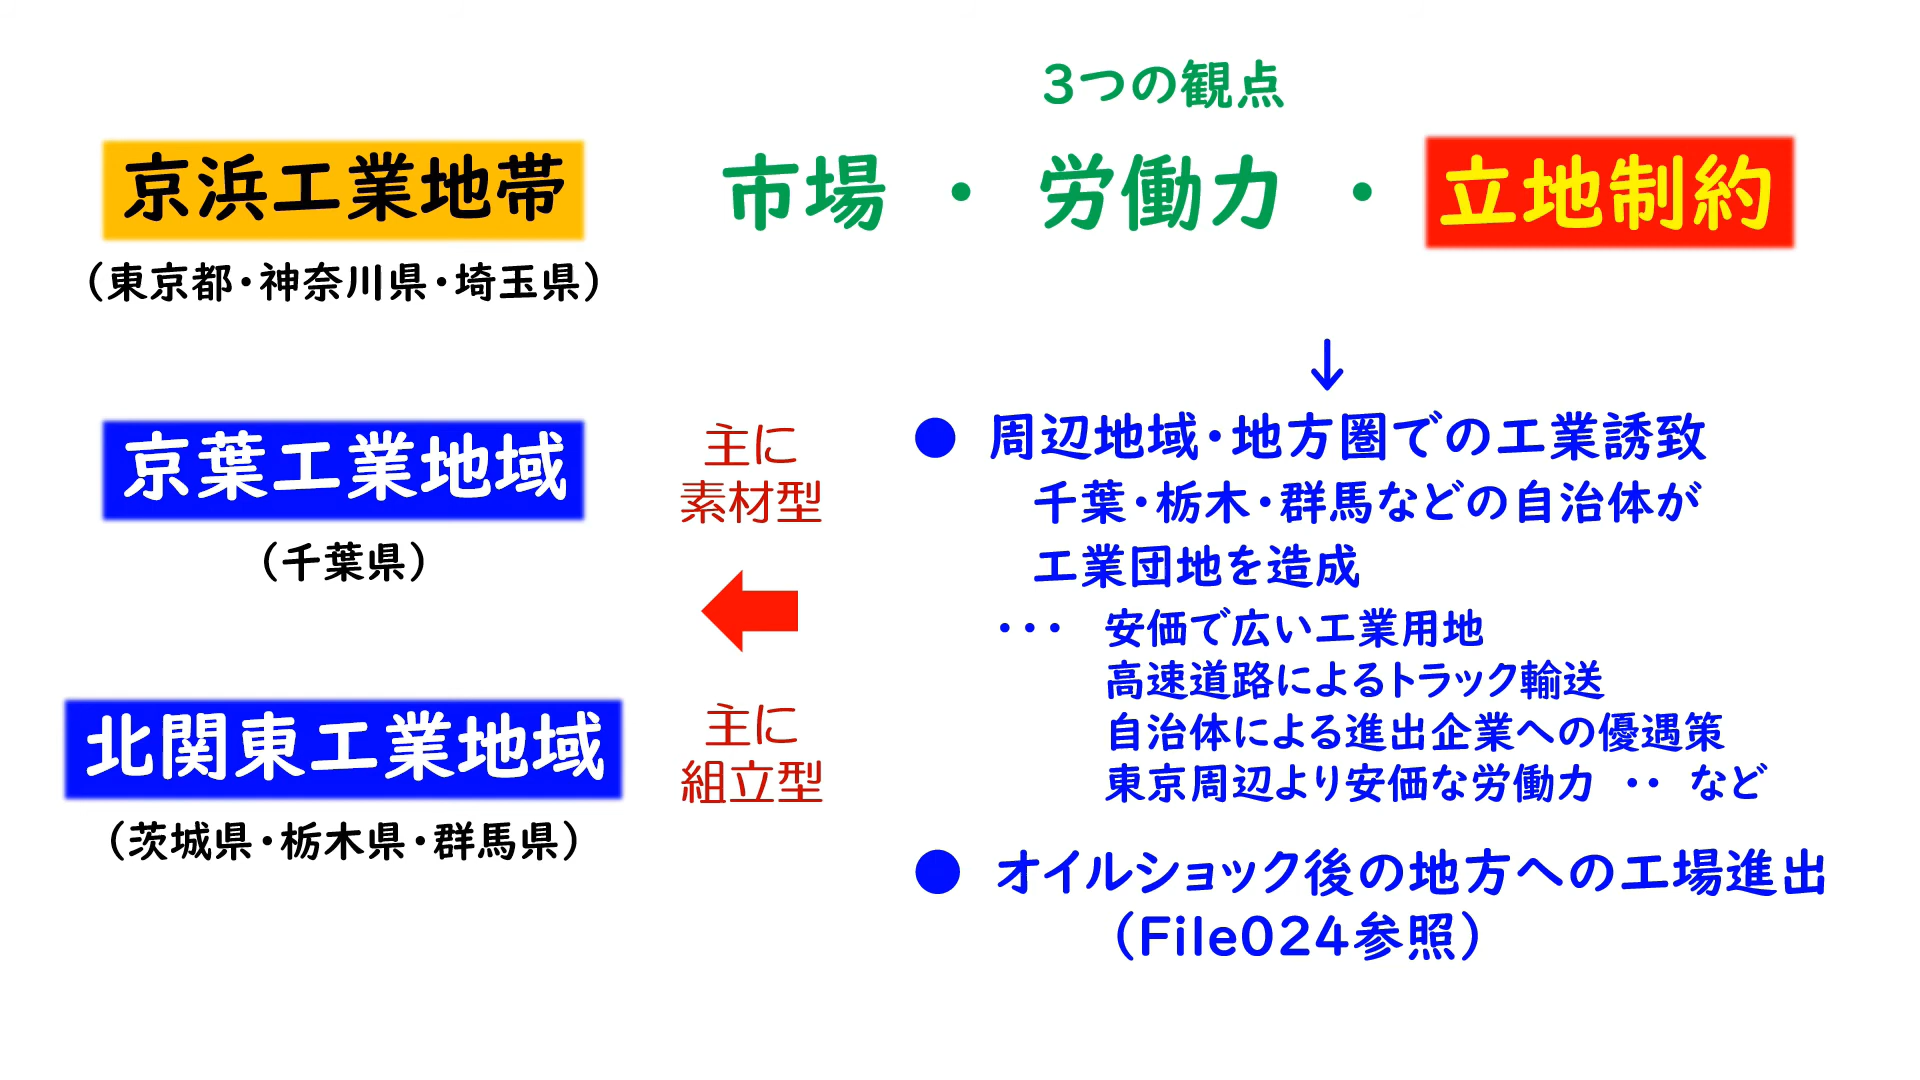 3つの観点
京浜工業地帯
市場 ・ 労働力 ・ 立地制約
（東京都・神奈川県・埼玉県）
↓
京葉工業地域
（千葉県）
主に
素材型
北関東工業地域
（茨城県・栃木県・群馬県）
主に
組立型
● 周辺地域・地方圏での工業誘致
千葉・栃木・群馬などの自治体が
工業団地を造成
・・・ 安価で広い工業用地
高速道路によるトラック輸送
自治体による進出企業への優遇策
東京周辺より安価な労働力 ・・ など
● オイルショック後の地方への工場進出
（File024参照）